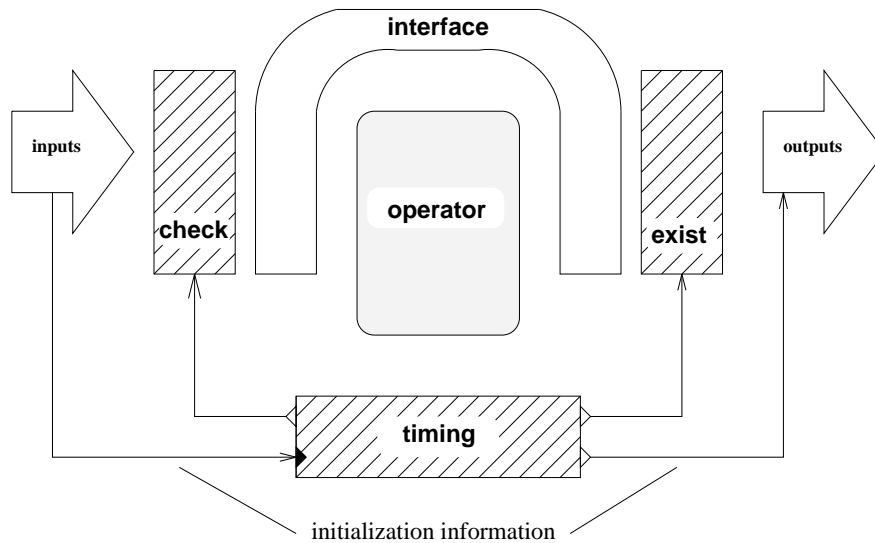 interface
inputs
outputs
operator
check
exist
timing
initialization information